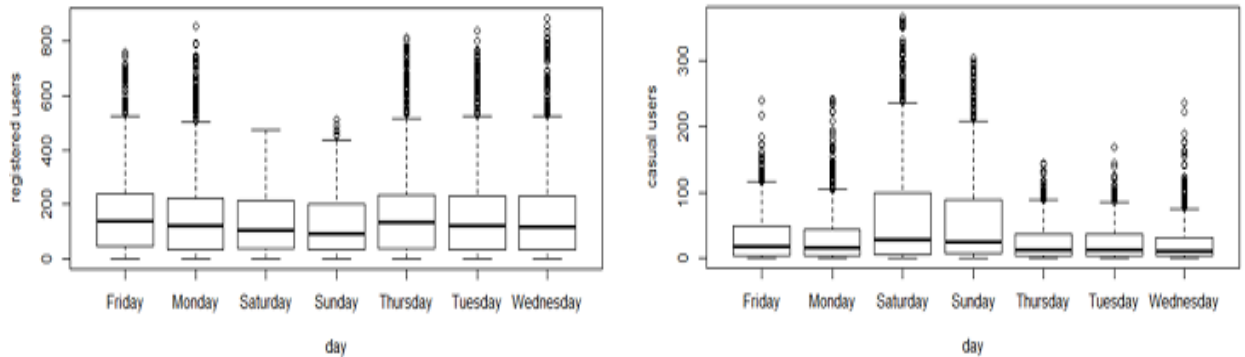 registered users
800
600
400
200
0
Friday Monday Saturday Sunday Thursday Tuesday Wednesday
day
casual users
300
200
100
0
Friday Monday Saturday Sunday Thursday Tuesday Wednesday
day